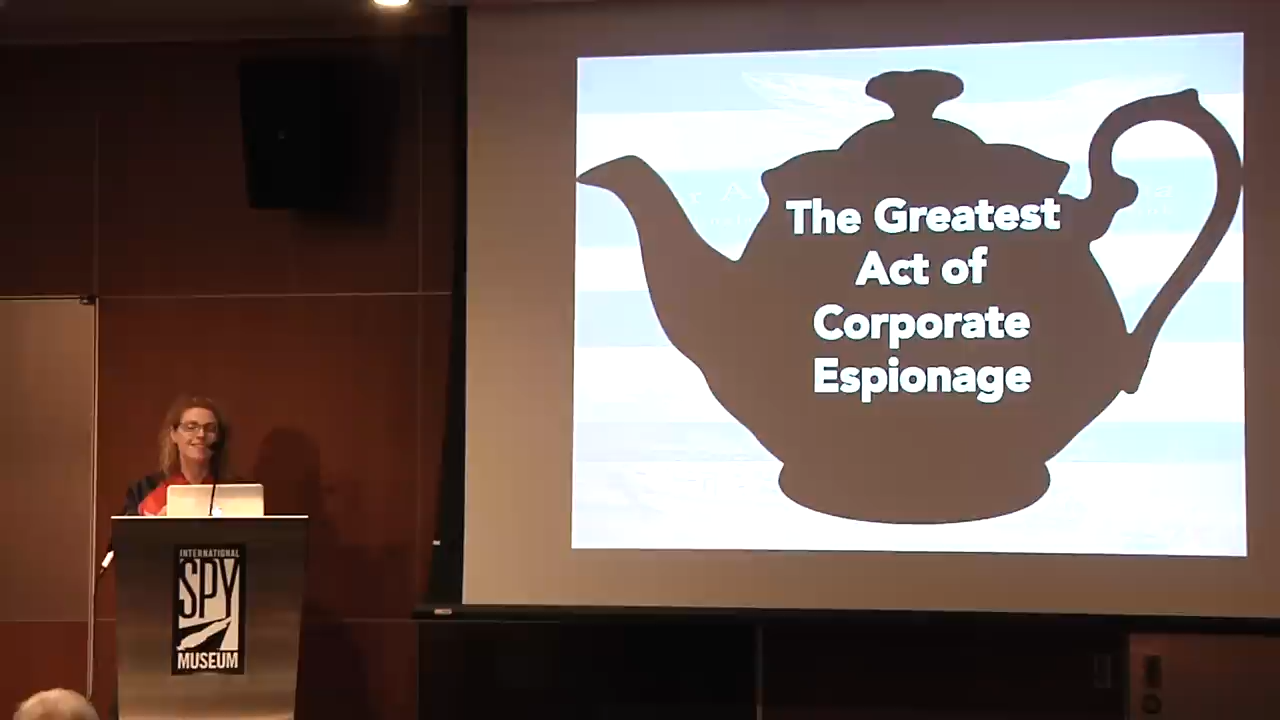 The Greatest
Act of
Corporate
Espionage
INTERNATIONAL
SPY
MUSEUM